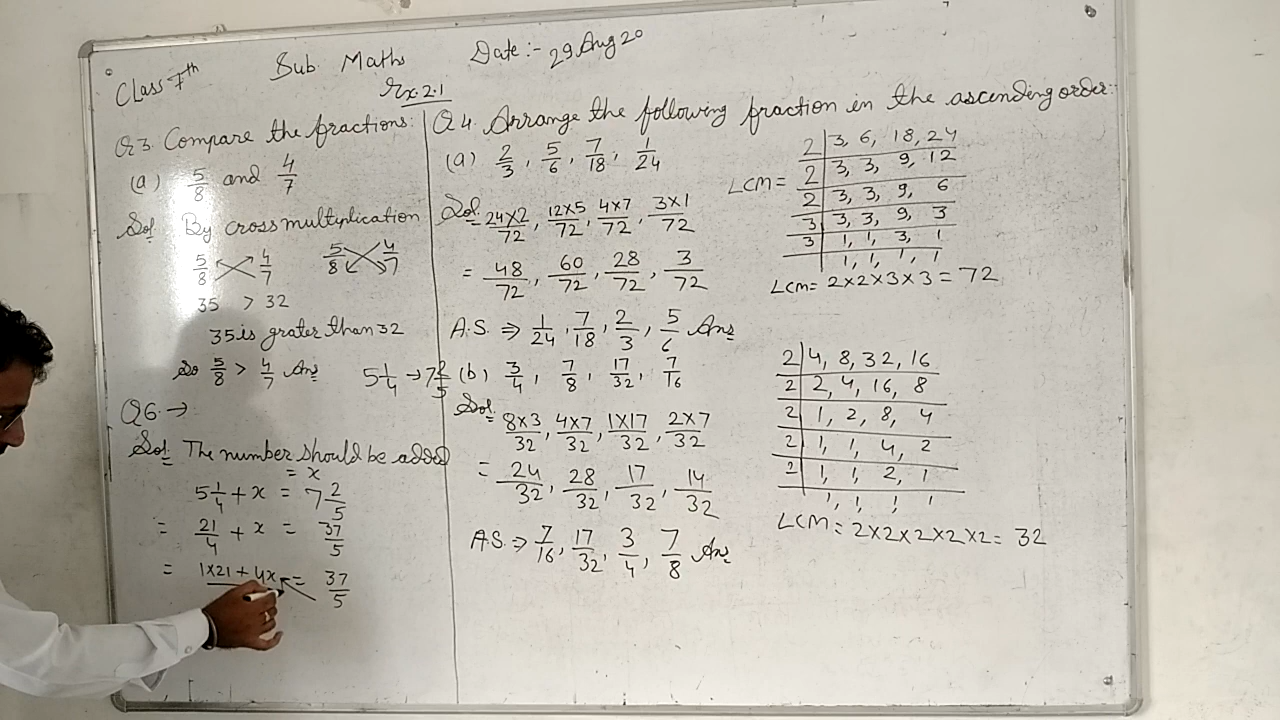 Class 7th Sub. Maths Date:- 29 Aug 20
Ex. 2.1
Q3. Compare the fractions:
(a) 5/8 and 4/7
Sol. By cross multiplication
5/8 4/7 5/8 4/7
35 > 32
35 is grater than 32
So 5/8 > 4/7 Ans
5 1/4 → 7 2/5
Q6. →
Sol. The number should be added
= x
5 1/4 + x = 7 2/5
= 21/4 + x = 37/5
= 1×21 + 4x = 37/5
Q4. Arrange the following fraction in the ascending order:
(a) 2/3, 5/6, 7/18, 1/24
Sol. = 24×2/72, 12×5/72, 4×7/72, 3×1/72
= 48/72, 60/72, 28/72, 3/72
A.S. ⇒ 1/24, 7/18, 2/3, 5/6 Ans
(b) 3/4, 7/8, 17/32, 7/16
Sol. = 8×3/32, 4×7/32, 1×17/32, 2×7/32
= 24/32, 28/32, 17/32, 14/32
A.S. ⇒ 7/16, 17/32, 3/4, 7/8 Ans
LCM =
2 | 3, 6, 18, 24
2 | 3, 3, 9, 12
2 | 3, 3, 9, 6
3 | 3, 3, 9, 3
3 | 1, 1, 3, 1
1, 1, 1, 1
LCM = 2×2×3×3 = 72
2 | 4, 8, 32, 16
2 | 2, 4, 16, 8
2 | 1, 2, 8, 4
2 | 1, 1, 4, 2
2 | 1, 1, 2, 1
1, 1, 1, 1
LCM = 2×2×2×2×2 = 32